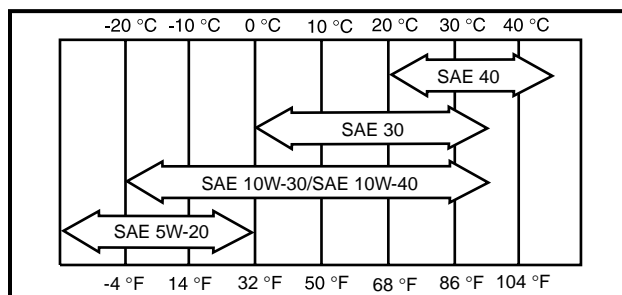 -20 °C -10 °C 0 °C 10 °C 20 °C 30 °C 40 °C
SAE 40
SAE 30
SAE 10W-30/SAE 10W-40
SAE 5W-20
-4 °F 14 °F 32 °F 50 °F 68 °F 86 °F 104 °F